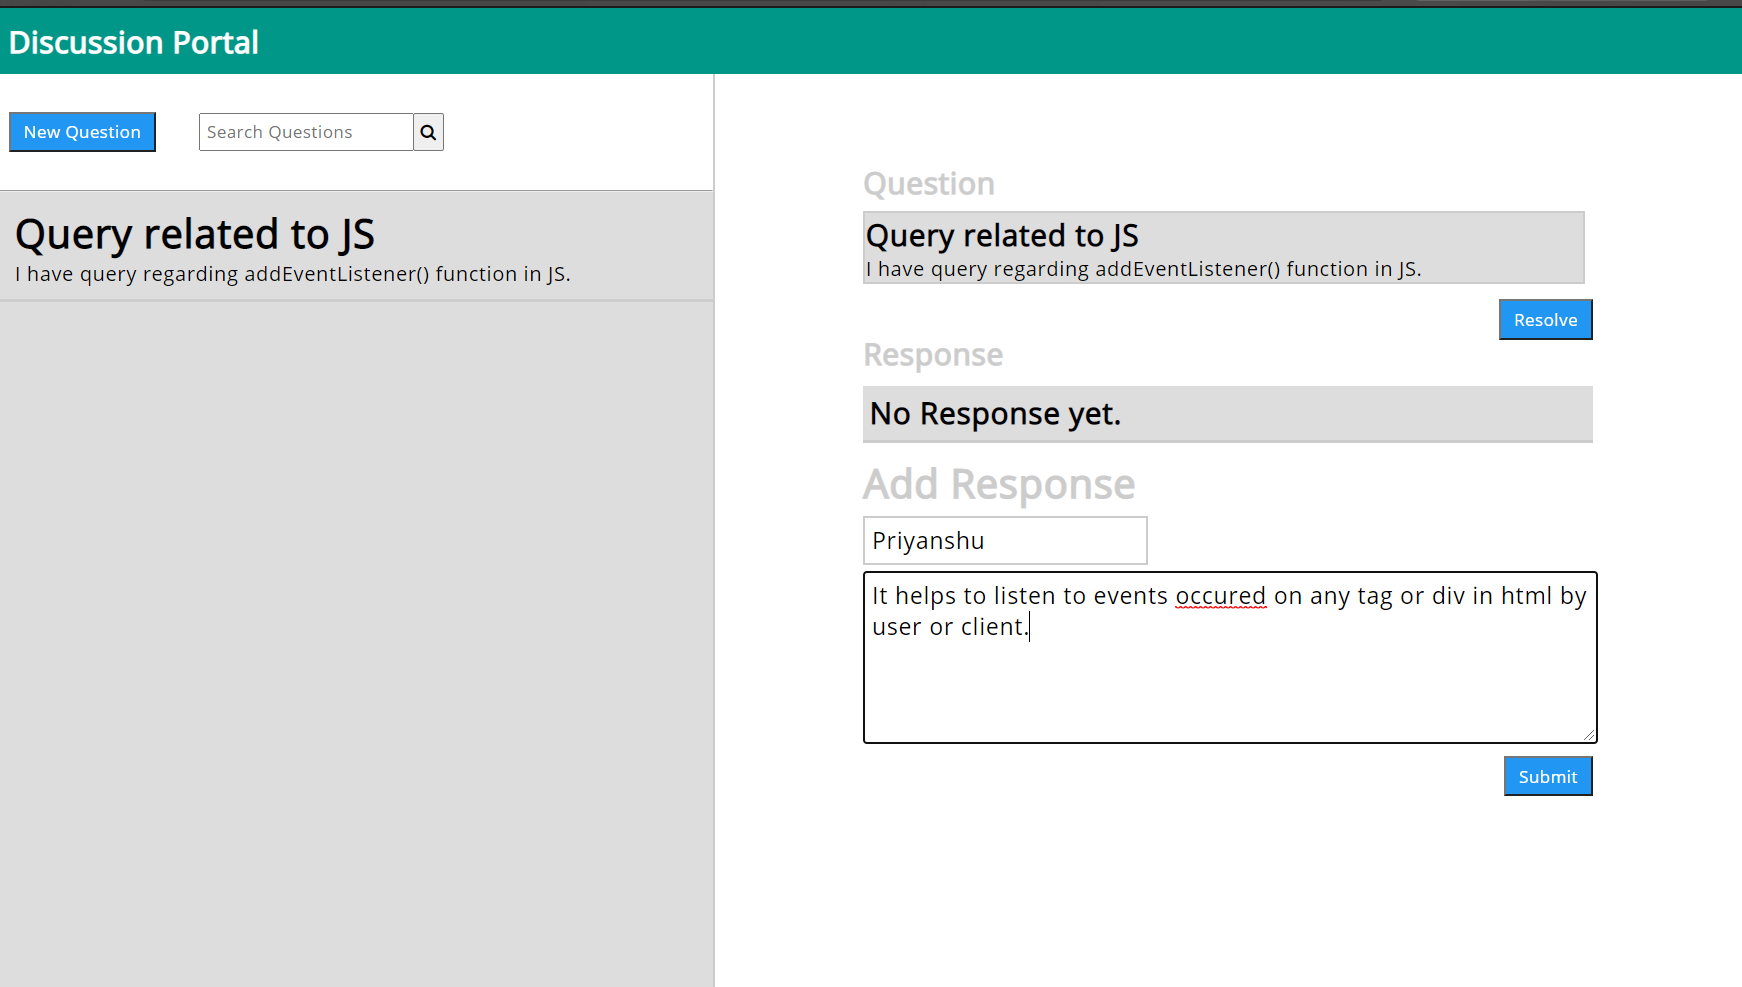 Discussion Portal
New Question
Search Questions
Query related to JS
I have query regarding addEventListener() function in JS.
Question
Query related to JS
I have query regarding addEventListener() function in JS.
Resolve
Response
No Response yet.
Add Response
Priyanshu
It helps to listen to events occured on any tag or div in html by
user or client.
Submit